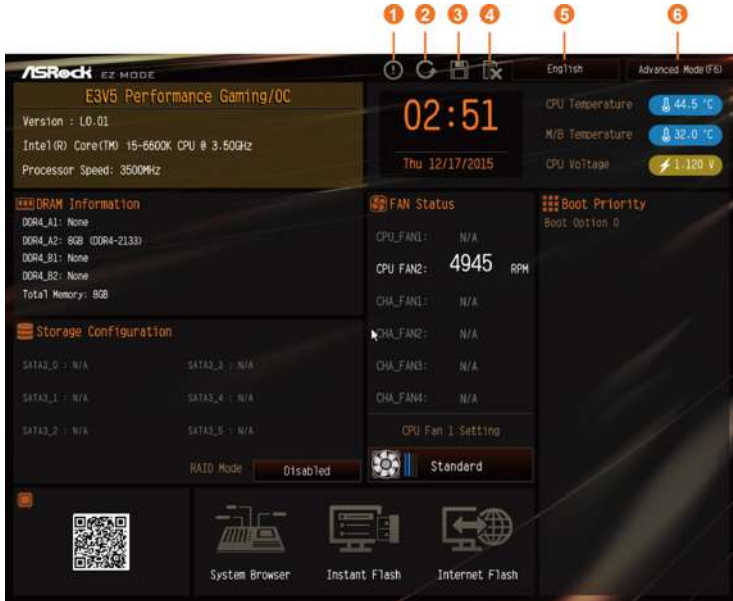 1 2 3 4 5 6
ASRock EZ MODE
English
Advanced Mode(F6)
E3V5 Performance Gaming/OC
Version : L0.01
Intel(R) Core(TM) i5-6600K CPU @ 3.50GHz
Processor Speed: 3500MHz
02:51
Thu 12/17/2015
CPU Temperature 44.5 °C
M/B Temperature 32.0 °C
CPU Voltage 1.120 V
DRAM Information
DDR4_A1: None
DDR4_A2: 8GB (DDR4-2133)
DDR4_B1: None
DDR4_B2: None
Total Memory: 8GB
Storage Configuration
SATA3_0 : N/A SATA3_3 : N/A
SATA3_1 : N/A SATA3_4 : N/A
SATA3_2 : N/A SATA3_5 : N/A
RAID Mode Disabled
FAN Status
CPU_FAN1: N/A
CPU FAN2: 4945 RPM
CHA_FAN1: N/A
CHA_FAN2: N/A
CHA_FAN3: N/A
CHA_FAN4: N/A
CPU Fan 1 Setting
Standard
Boot Priority
Boot Option 0
System Browser
Instant Flash
Internet Flash